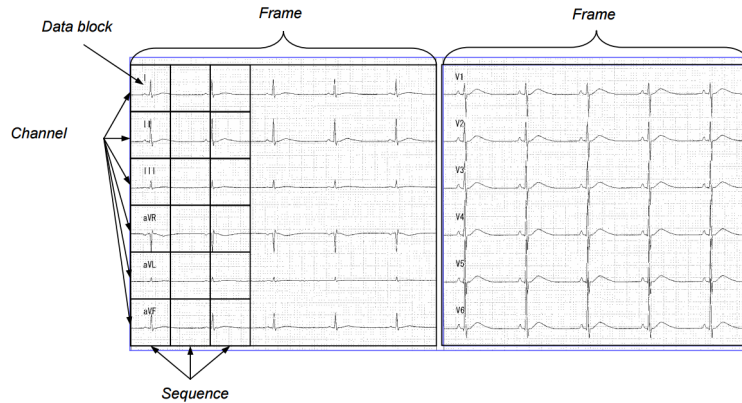 Frame
Frame
Data block
Channel
I
II
III
aVR
aVL
aVF
V1
V2
V3
V4
V5
V6
Sequence